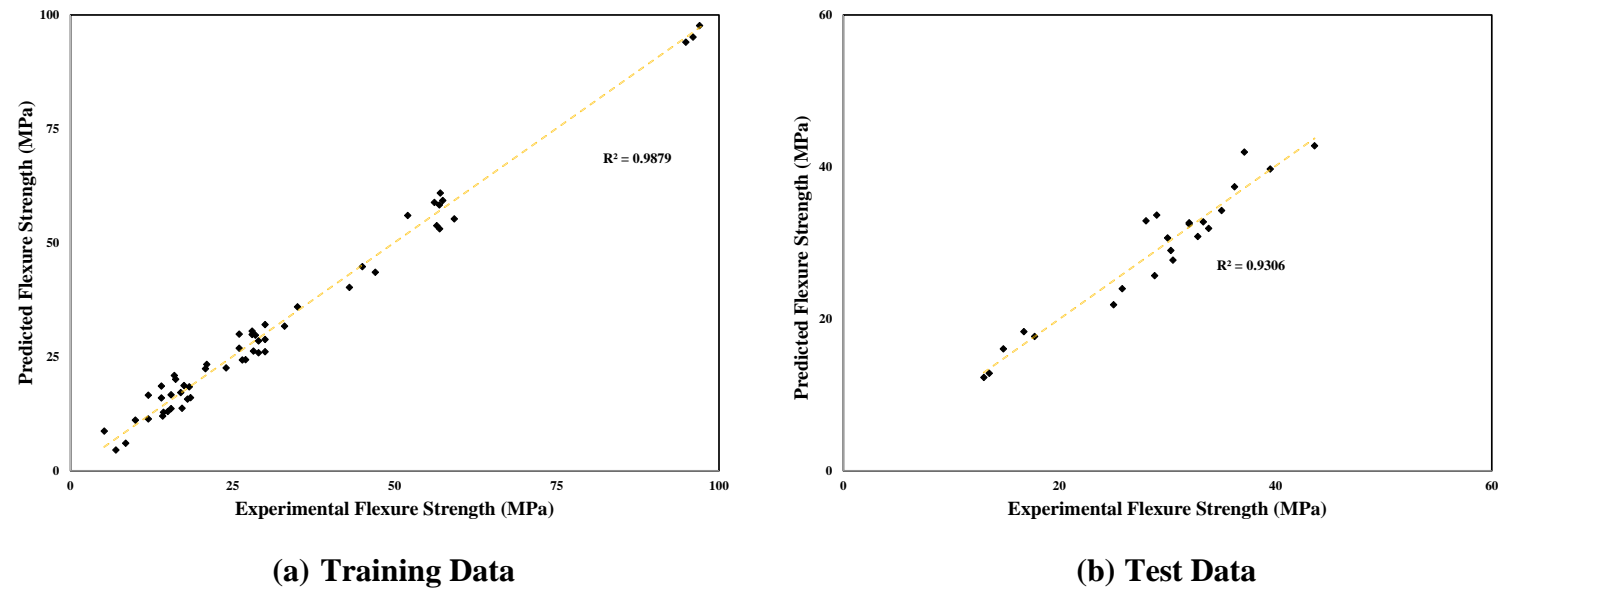 100
75
50
25
0
0
25
50
75
100
Predicted Flexure Strength (MPa)
Experimental Flexure Strength (MPa)
R² = 0.9879
(a) Training Data
60
40
20
0
0
20
40
60
Predicted Flexure Strength (MPa)
Experimental Flexure Strength (MPa)
R² = 0.9306
(b) Test Data